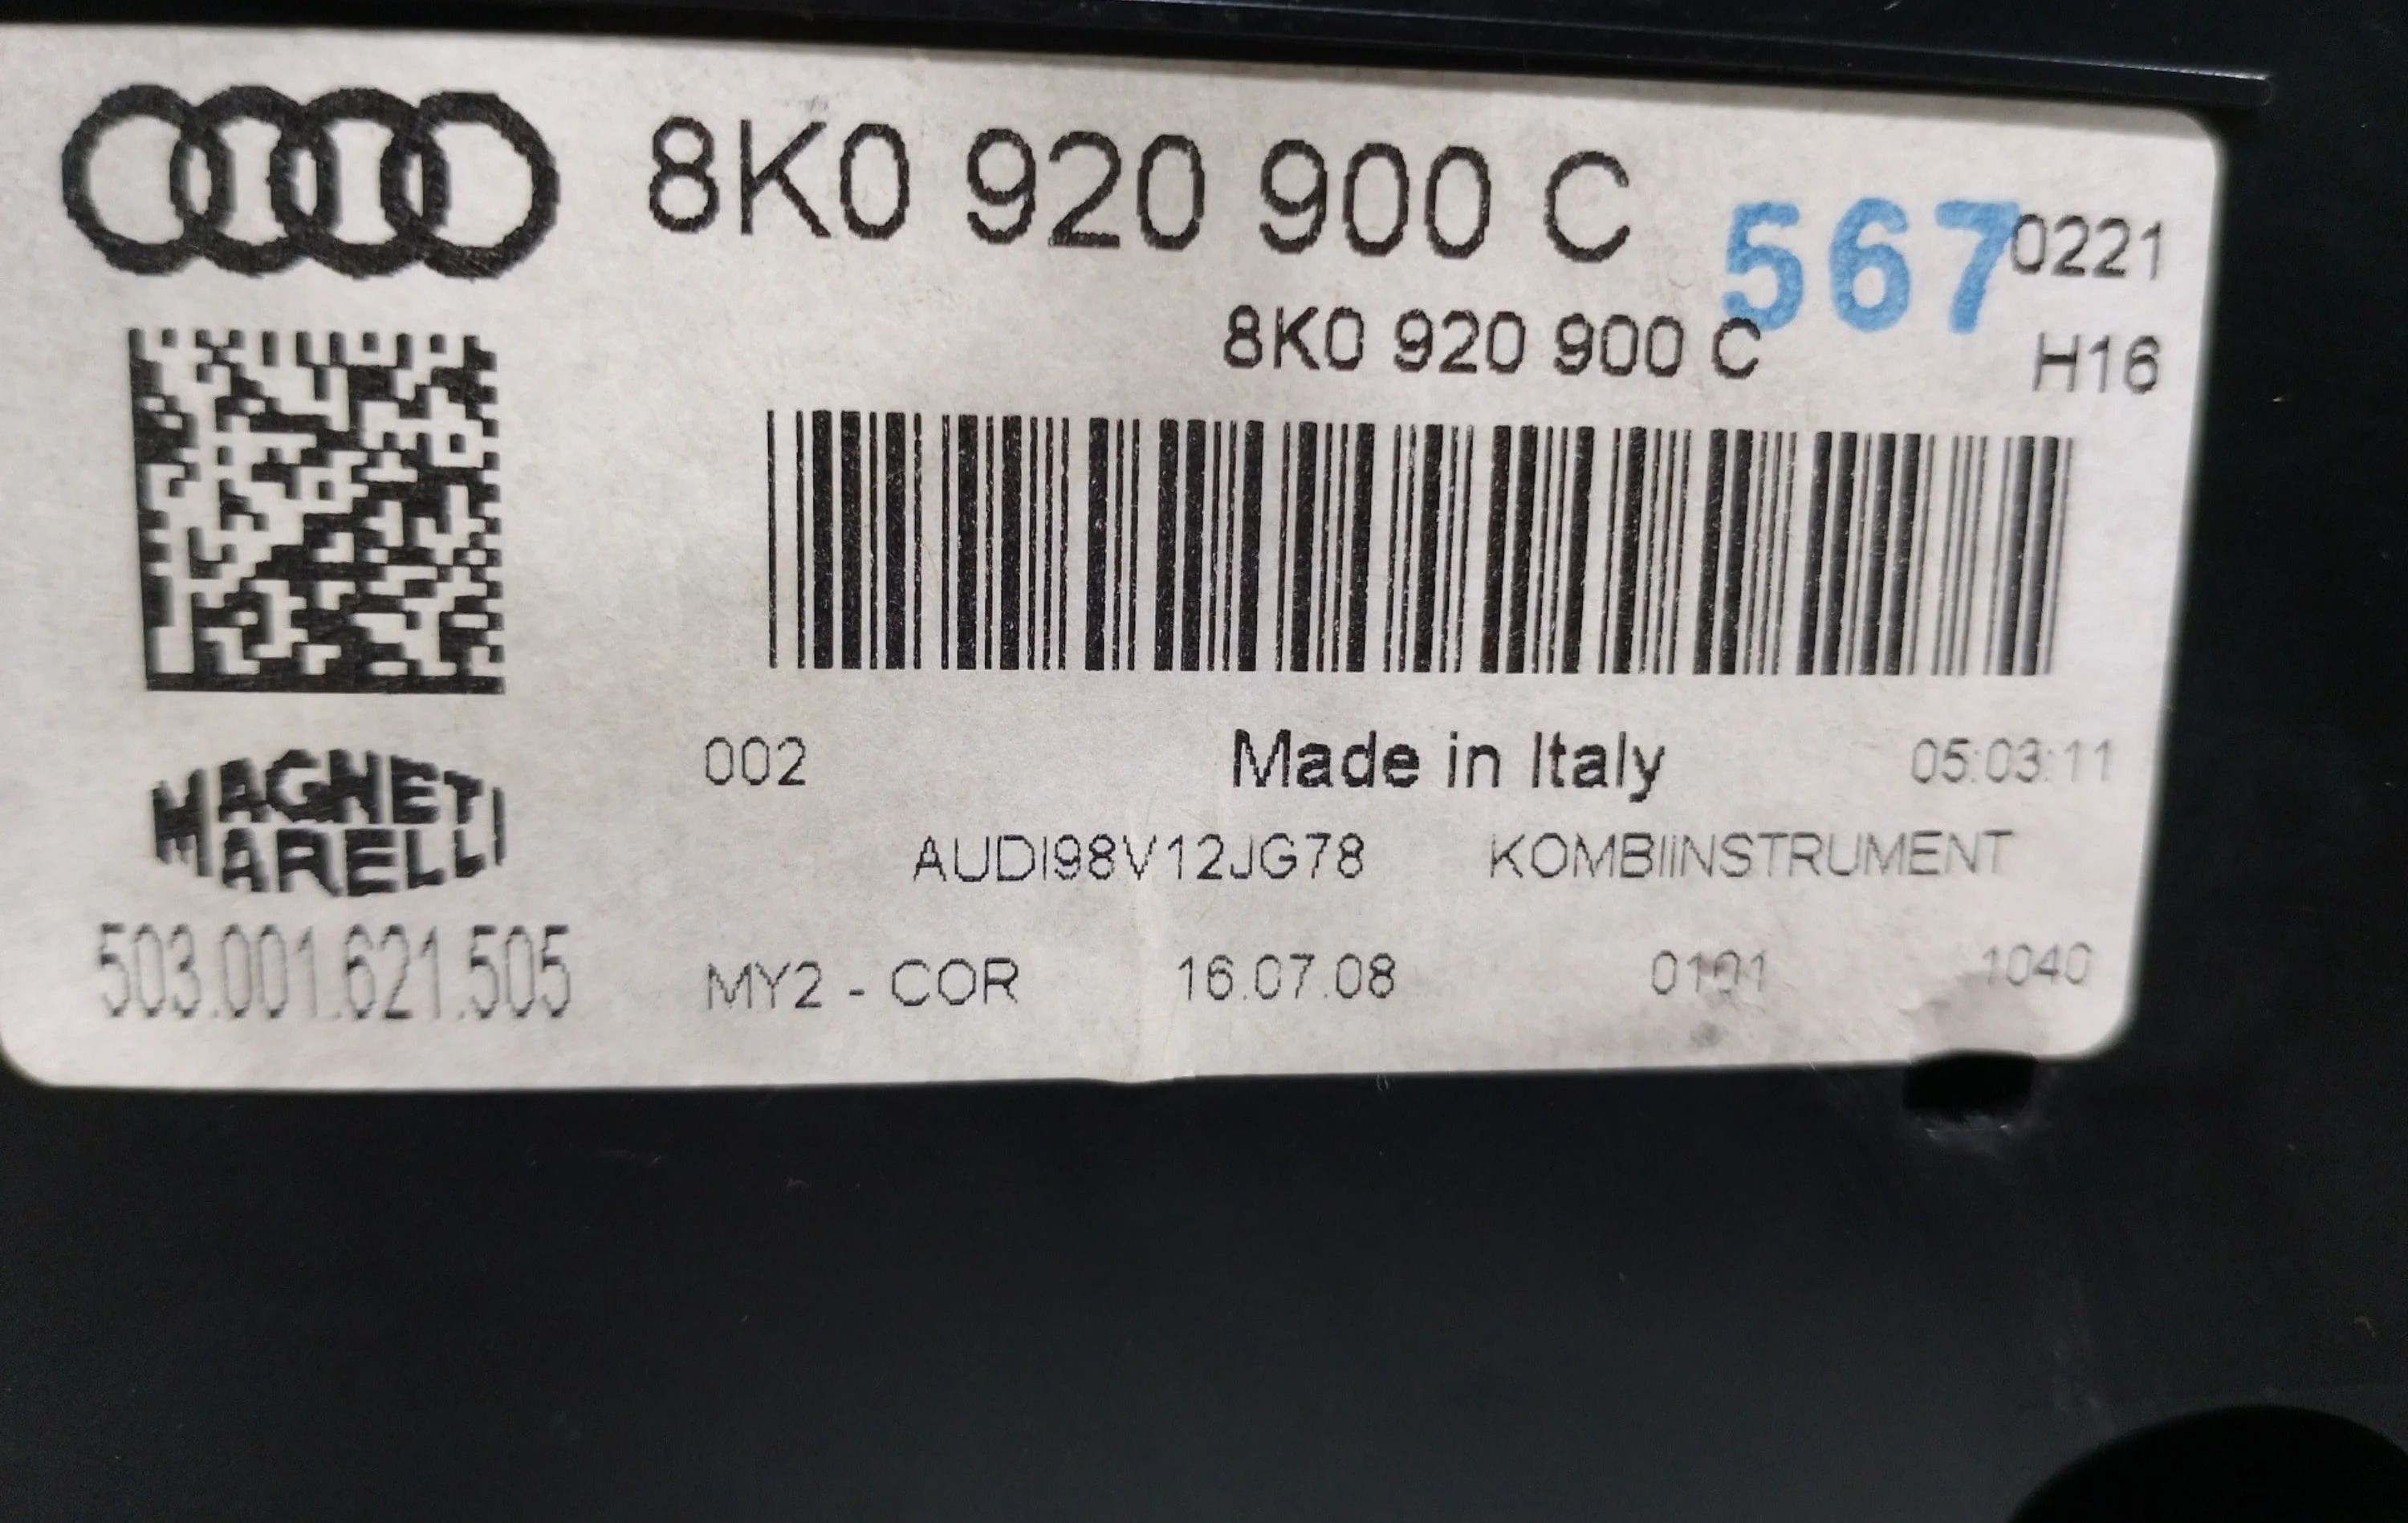 8K0 920 900 C
567
0221
8K0 920 900 C
H16
002 Made in Italy 05:03:11
MAGNETI
MARELLI
AUDI98V12JG78 KOMBIINSTRUMENT
503.001.621.505
MY2 - COR 16.07.08 0101 1040